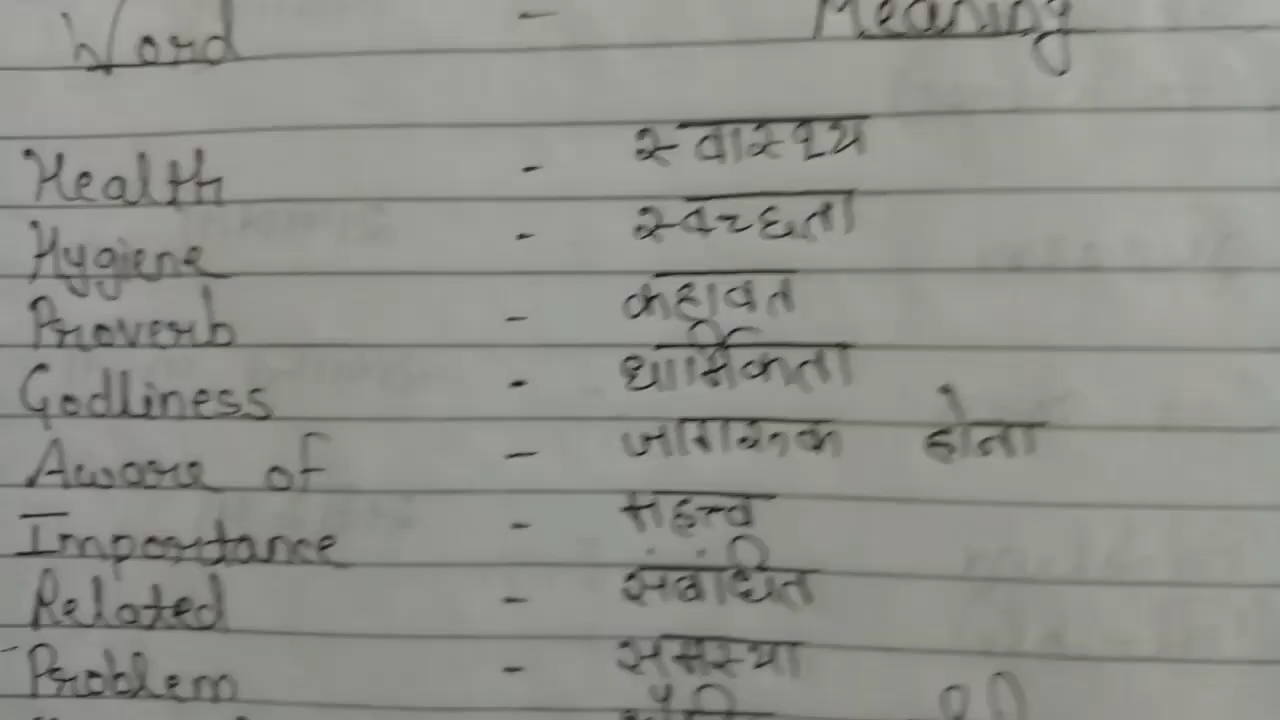 Word - Meaning
Health - स्वास्थ्य
Hygiene - स्वच्छता
Proverb - कहावत
Godliness - धार्मिकता
Aware of - जागरूक होना
Importance - महत्व
Related - संबंधित
Problem - समस्या